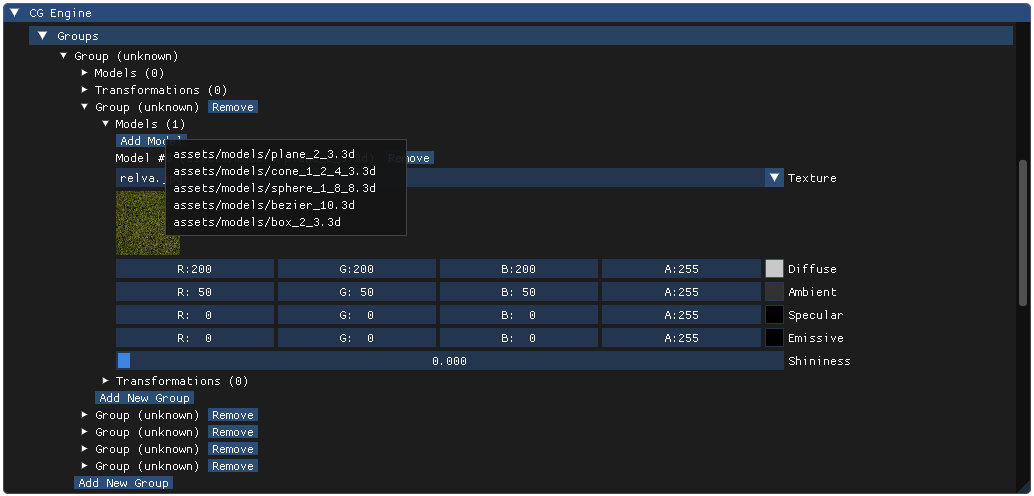 CG Engine
Groups
Group (unknown)
Models (0)
Transformations (0)
Group (unknown) Remove
Models (1)
Add
Model # Remove
assets/models/plane_2_3.3d
assets/models/cone_1_2_4_3.3d
assets/models/sphere_1_8_8.3d
assets/models/bezier_10.3d
assets/models/box_2_3.3d
relva. Texture
R:200 G:200 B:200 A:255 Diffuse
R: 50 G: 50 B: 50 A:255 Ambient
R: 0 G: 0 B: 0 A:255 Specular
R: 0 G: 0 B: 0 A:255 Emissive
0.000 Shininess
Transformations (0)
Add New Group
Group (unknown) Remove
Group (unknown) Remove
Group (unknown) Remove
Group (unknown) Remove
Add New Group